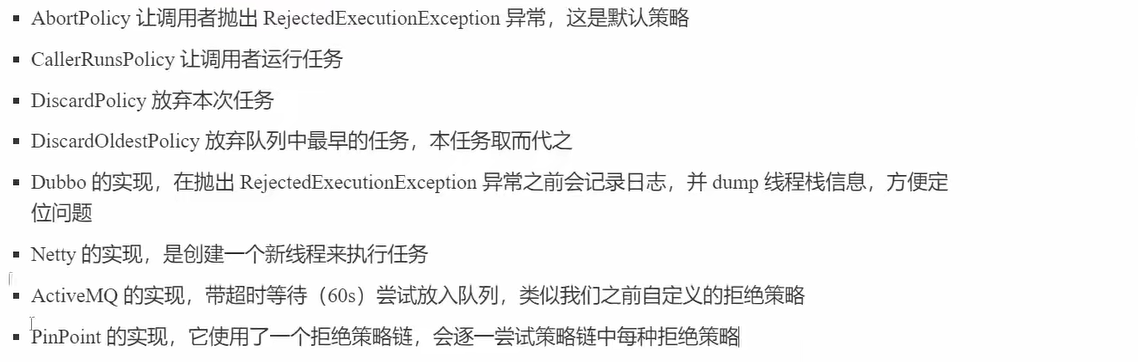 ▪ AbortPolicy 让调用者抛出 RejectedExecutionException 异常，这是默认策略
▪ CallerRunsPolicy 让调用者运行任务
▪ DiscardPolicy 放弃本次任务
▪ DiscardOldestPolicy 放弃队列中最早的任务，本任务取而代之
▪ Dubbo 的实现，在抛出 RejectedExecutionException 异常之前会记录日志，并 dump 线程栈信息，方便定
位问题
▪ Netty 的实现，是创建一个新线程来执行任务
▪ ActiveMQ 的实现，带超时等待（60s）尝试放入队列，类似我们之前自定义的拒绝策略
▪ PinPoint 的实现，它使用了一个拒绝策略链，会逐一尝试策略链中每种拒绝策略